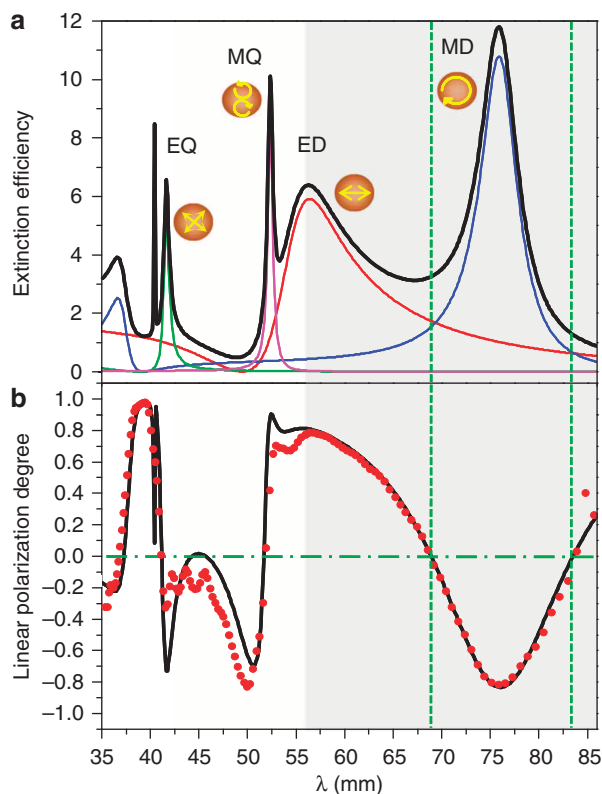 a
12
10
8
6
4
2
0
Extinction efficiency
EQ
MQ
ED
MD
b
1.0
0.8
0.6
0.4
0.2
0.0
−0.2
−0.4
−0.6
−0.8
−1.0
Linear polarization degree
35 40 45 50 55 60 65 70 75 80 85
λ (mm)